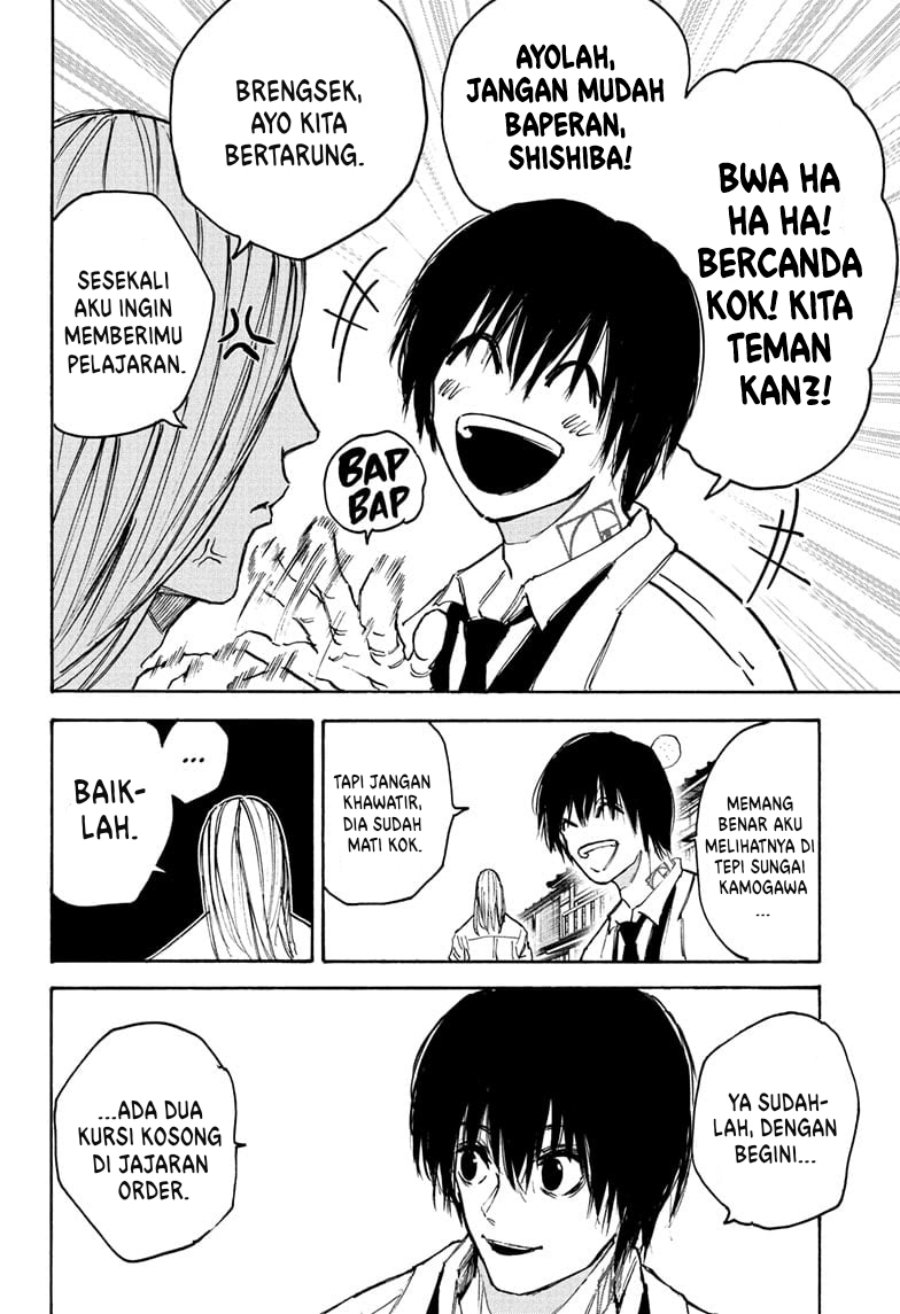 BWA HA
HA HA!
BERCANDA
KOK! KITA
TEMAN
KAN?!
AYOLAH,
JANGAN MUDAH
BAPERAN,
SHISHIBA!
BRENGSEK,
AYO KITA
BERTARUNG.
SESEKALI
AKU INGIN
MEMBERIMU
PELAJARAN.
BAP
BAP
MEMANG
BENAR AKU
MELIHATNYA DI
TEPI SUNGAI
KAMOGAWA
...
TAPI JANGAN
KHAWATIR,
DIA SUDAH
MATI KOK.
...
BAIK-
LAH.
YA SUDAH-
LAH, DENGAN
BEGINI...
...ADA DUA
KURSI KOSONG
DI JAJARAN
ORDER.